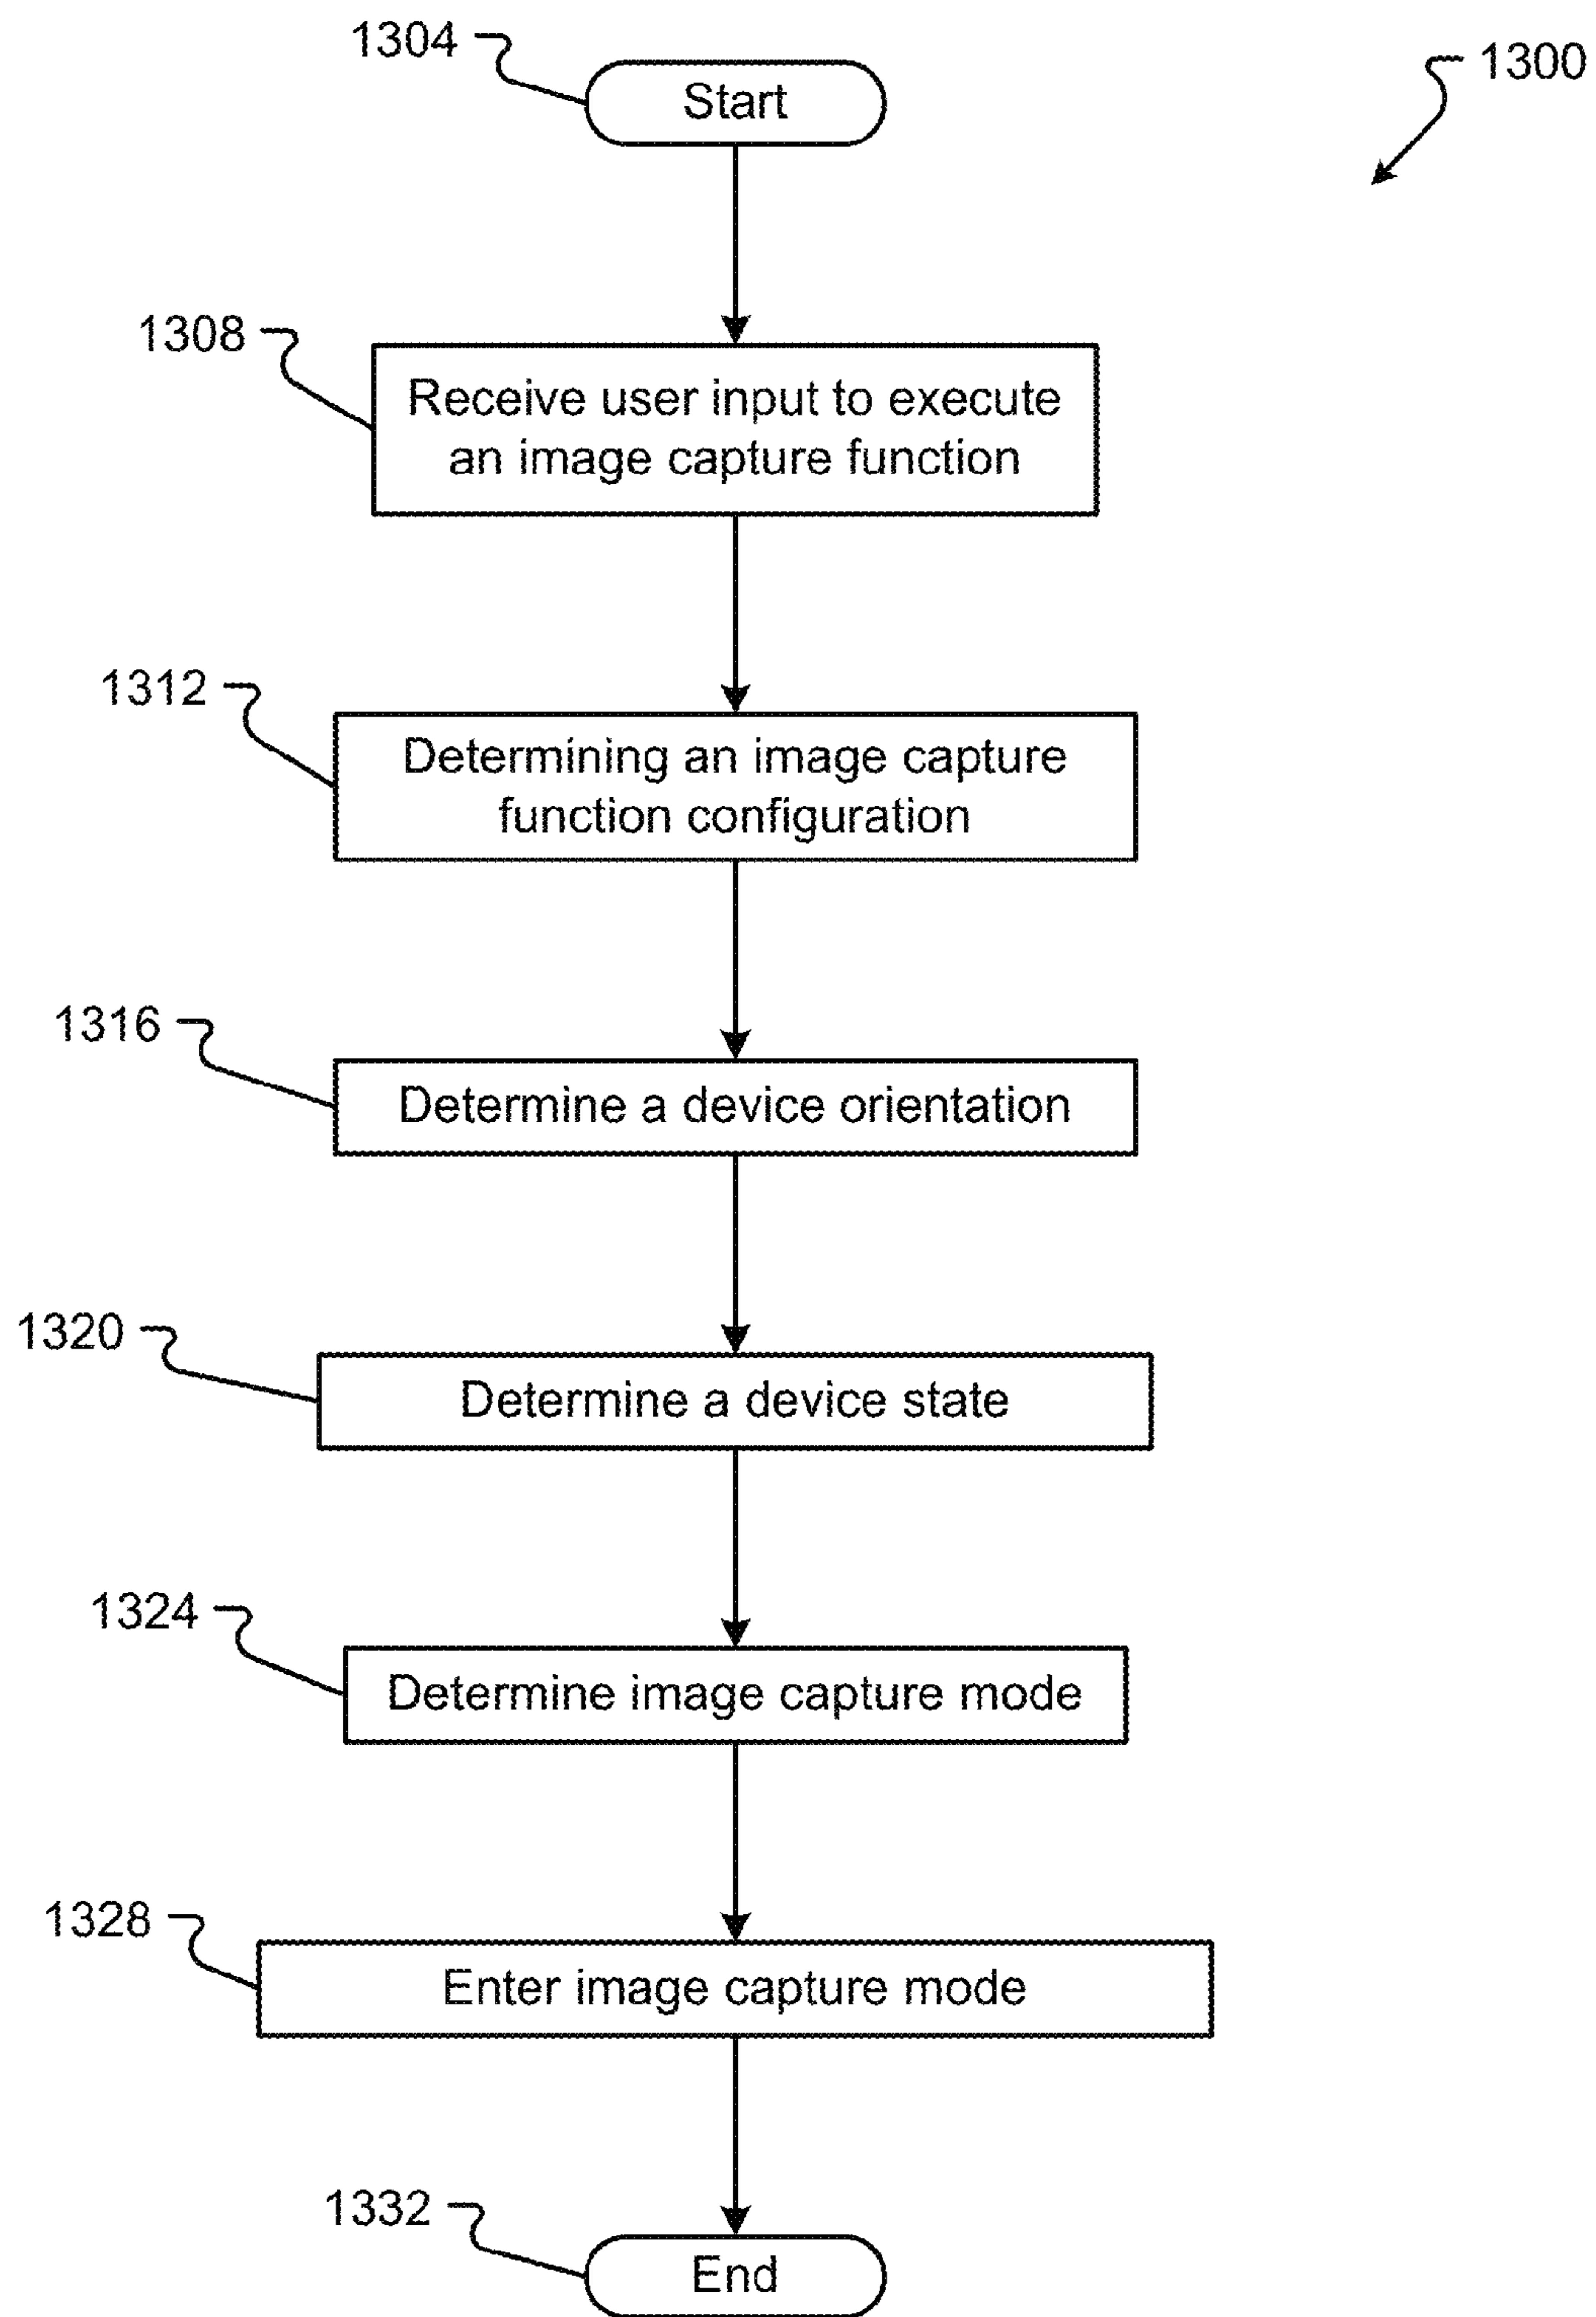 1304
Start
1300
1308
Receive user input to execute
an image capture function
1312
Determining an image capture
function configuration
1316
Determine a device orientation
1320
Determine a device state
1324
Determine image capture mode
1328
Enter image capture mode
1332
End